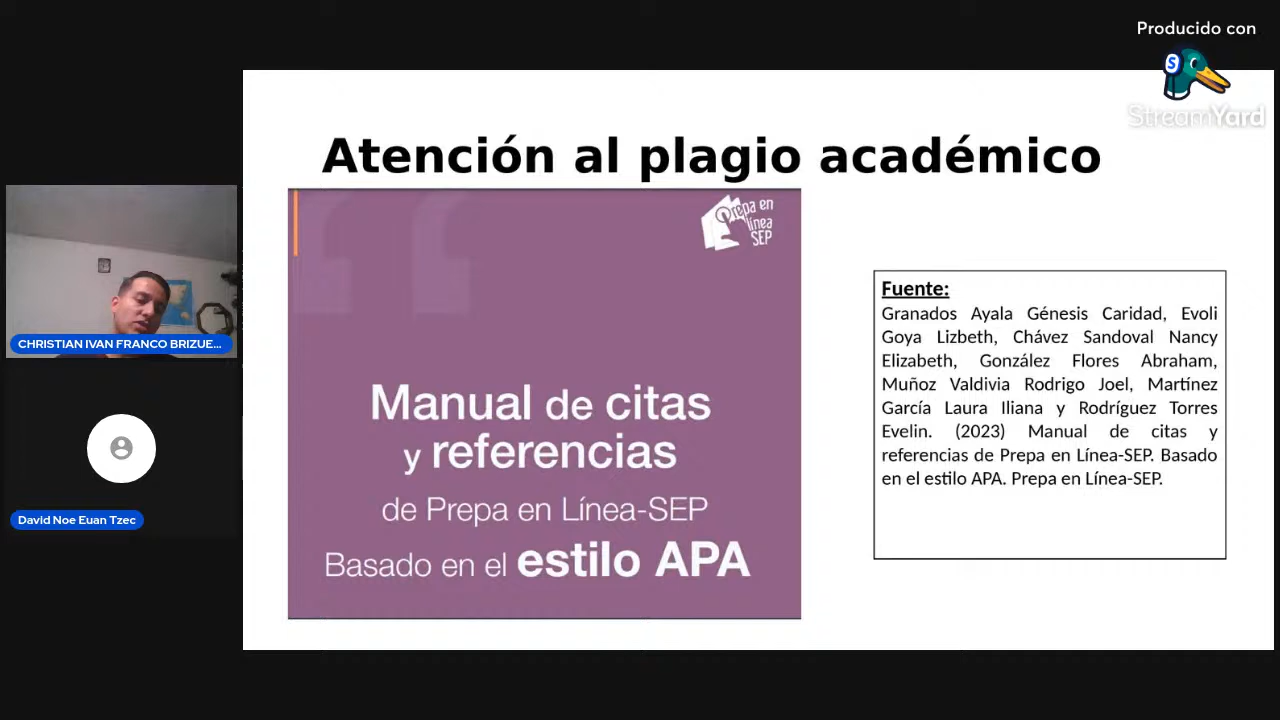 Producido con
StreamYard
Atención al plagio académico
Prepa en
línea
SEP
Manual de citas
y referencias
de Prepa en Línea-SEP
Basado en el estilo APA
Fuente:
Granados Ayala Génesis Caridad, Evoli
Goya Lizbeth, Chávez Sandoval Nancy
Elizabeth, González Flores Abraham,
Muñoz Valdivia Rodrigo Joel, Martínez
García Laura Iliana y Rodríguez Torres
Evelin. (2023) Manual de citas y
referencias de Prepa en Línea-SEP. Basado
en el estilo APA. Prepa en Línea-SEP.
CHRISTIAN IVAN FRANCO BRIZUE...
David Noe Euan Tzec